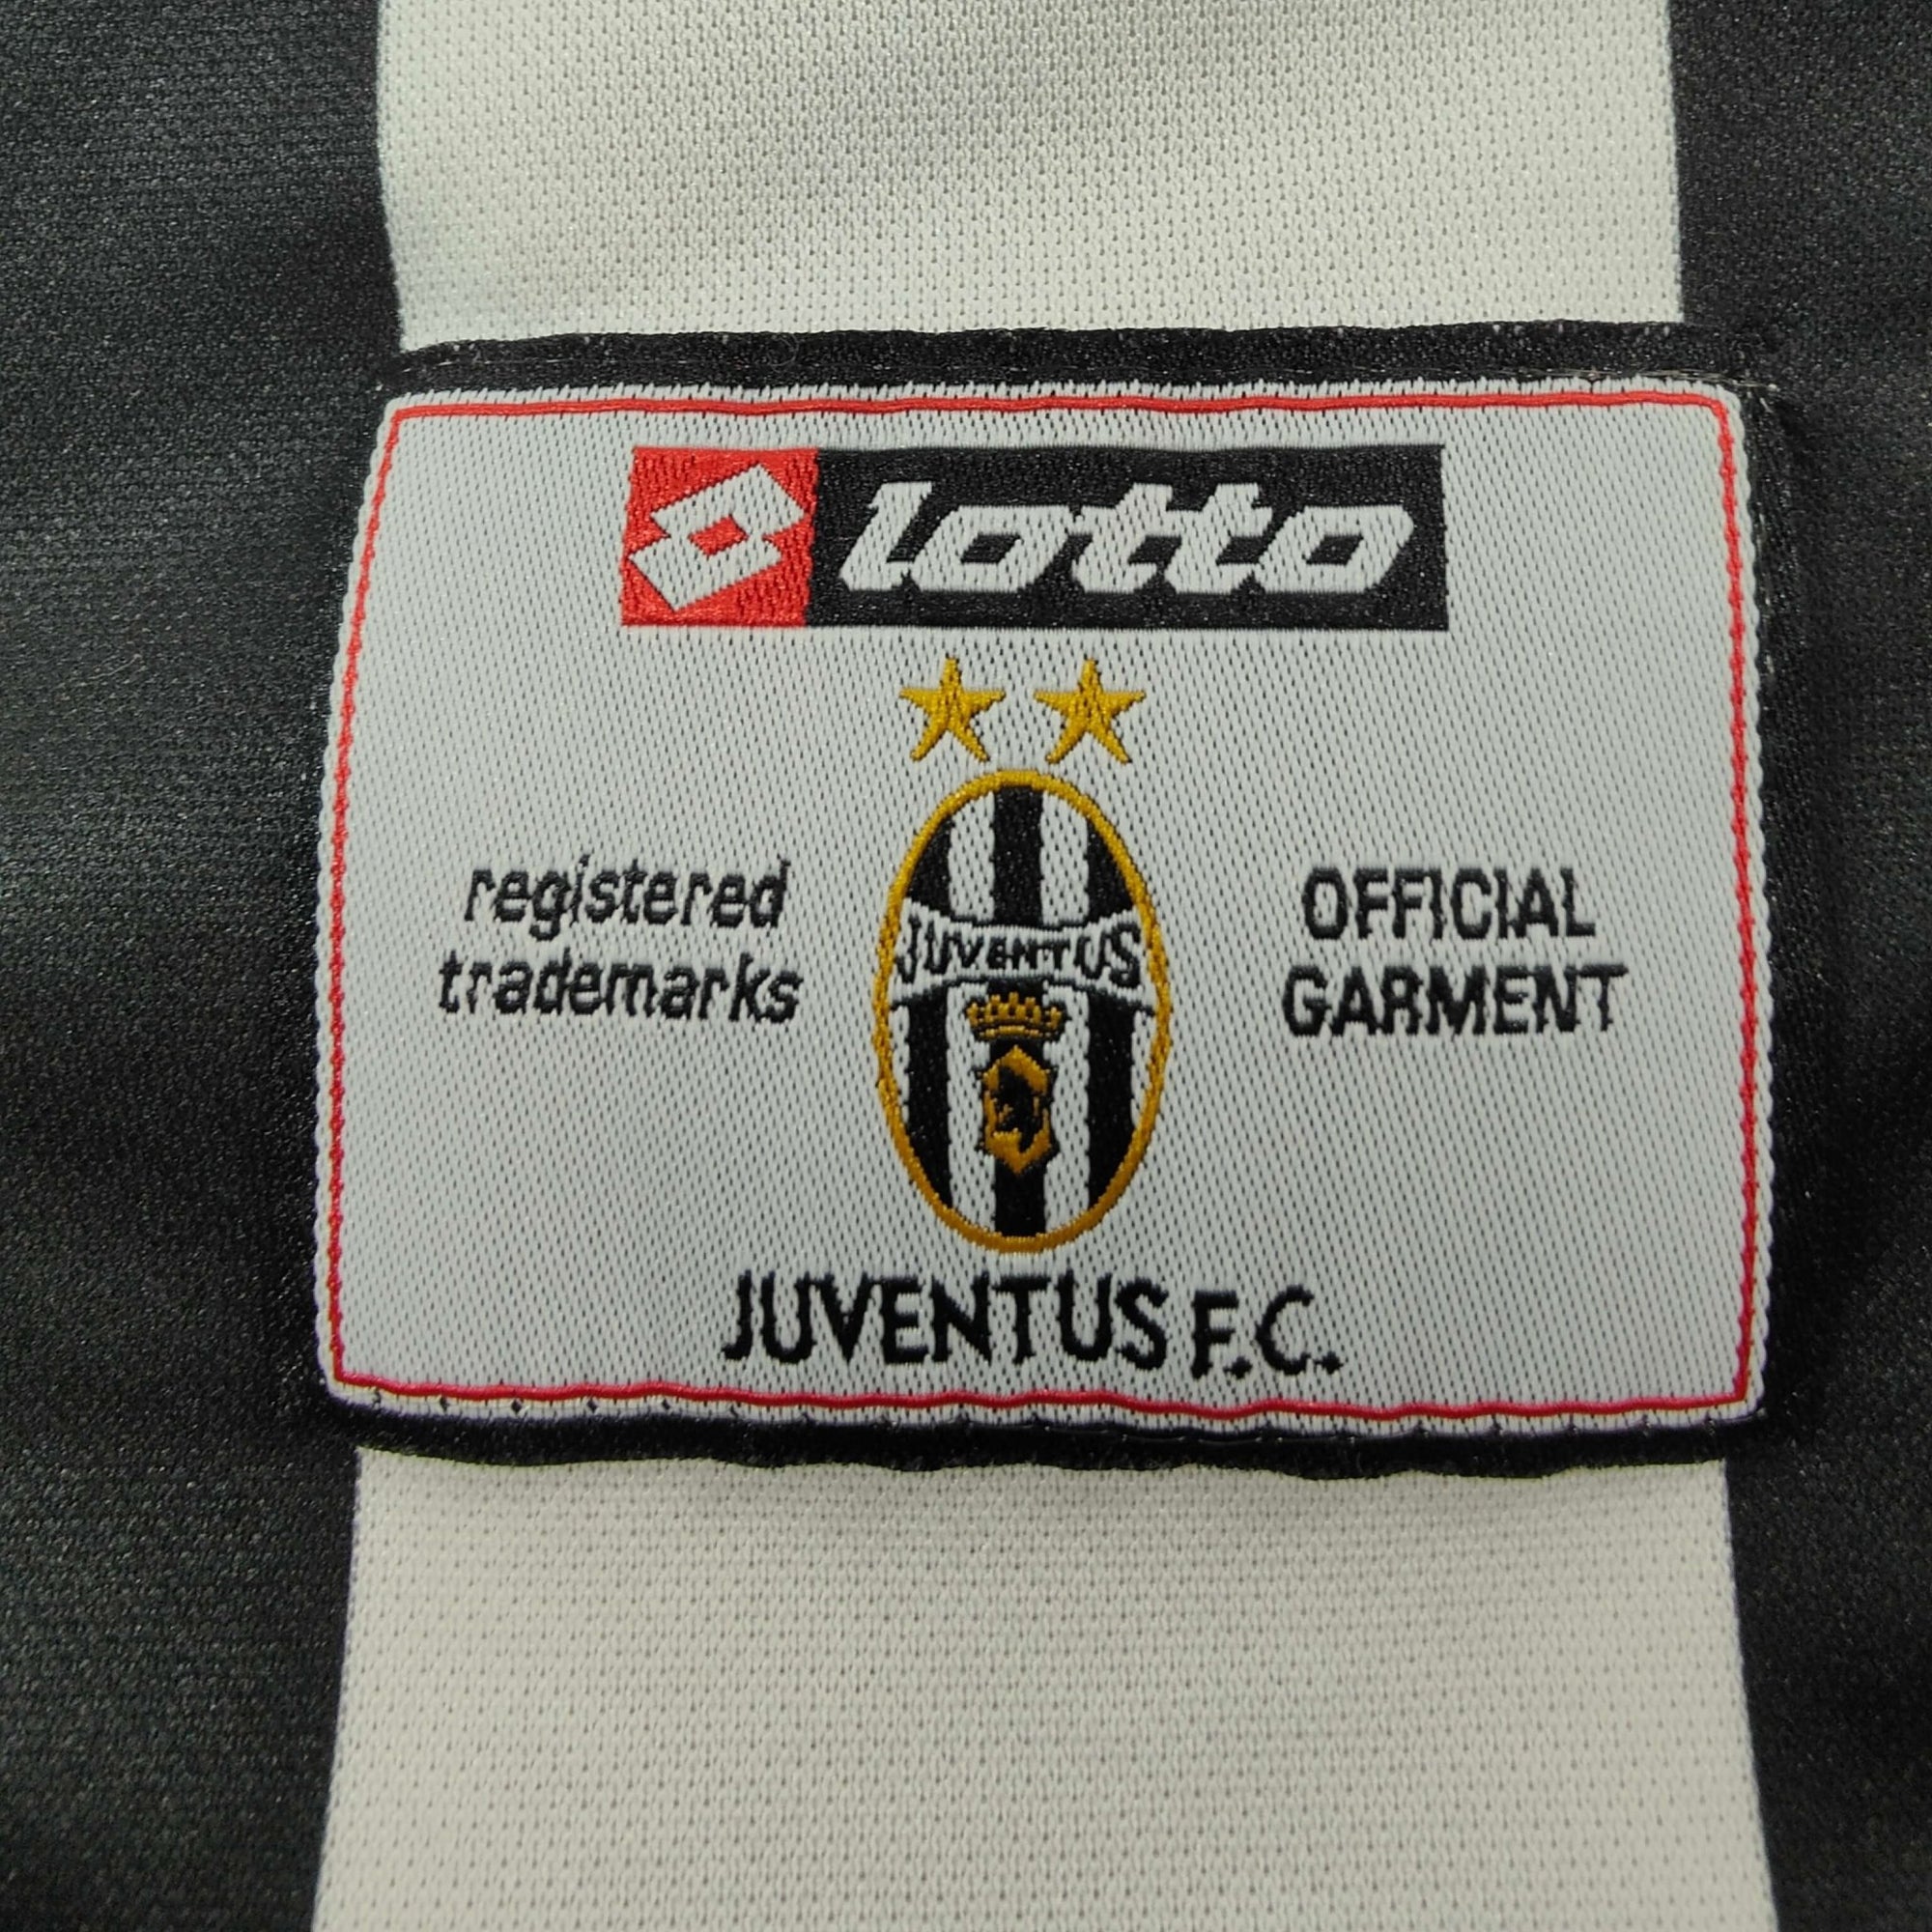 lotto
registered
trademarks
JUVENTUS
OFFICIAL
GARMENT
JUVENTUS F.C.